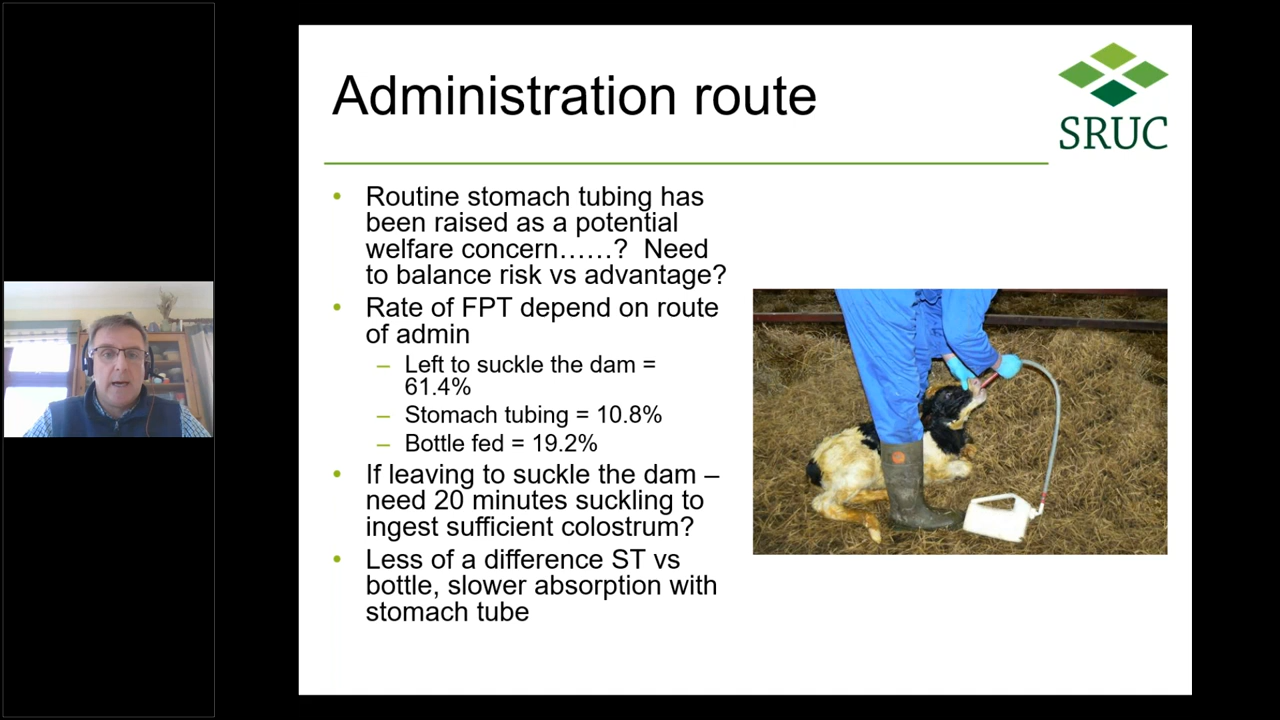 Administration route
SRUC
• Routine stomach tubing has
been raised as a potential
welfare concern……? Need
to balance risk vs advantage?
• Rate of FPT depend on route
of admin
– Left to suckle the dam =
61.4%
– Stomach tubing = 10.8%
– Bottle fed = 19.2%
• If leaving to suckle the dam –
need 20 minutes suckling to
ingest sufficient colostrum?
• Less of a difference ST vs
bottle, slower absorption with
stomach tube